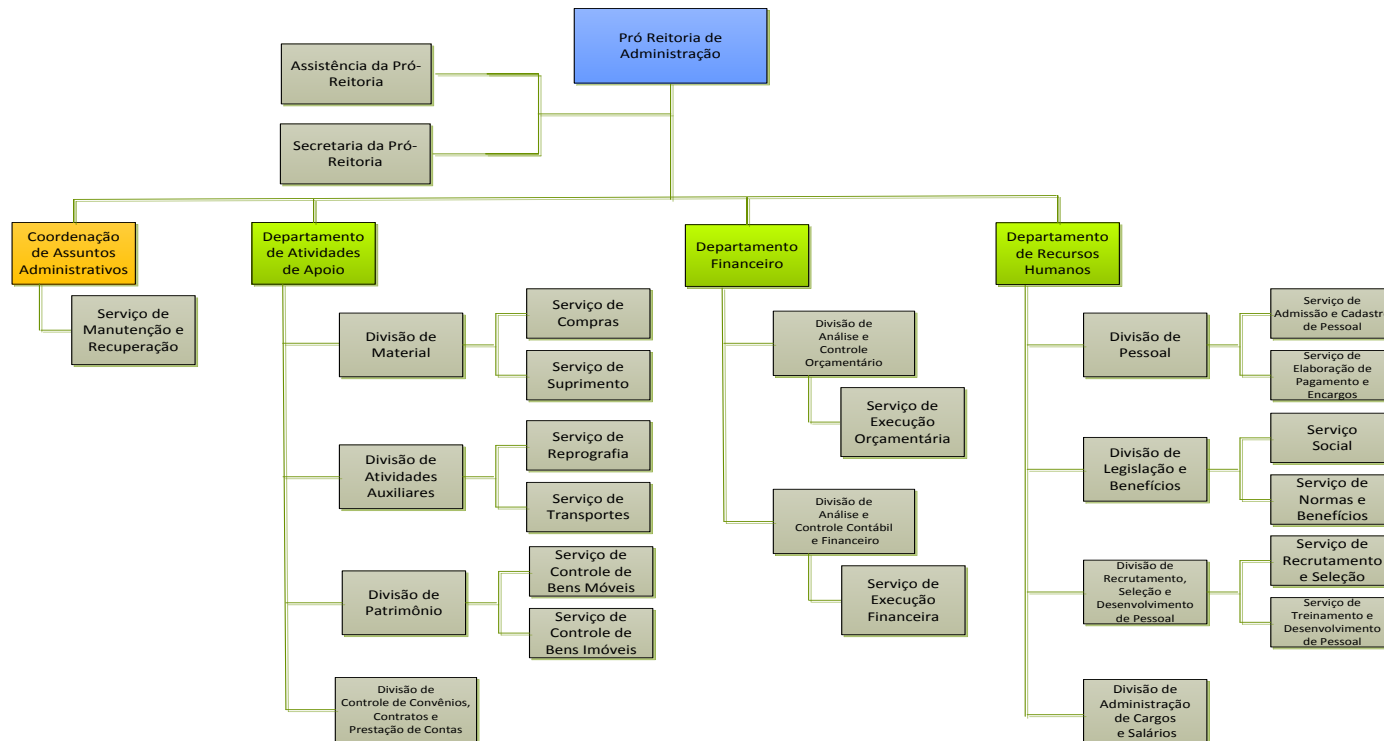 Pró Reitoria de
Administração
Assistência da Pró-
Reitoria
Secretaria da Pró-
Reitoria
Coordenação
de Assuntos
Administrativos
Serviço de
Manutenção e
Recuperação
Departamento
de Atividades
de Apoio
Divisão de
Material
Serviço de
Compras
Serviço de
Suprimento
Divisão de
Atividades
Auxiliares
Serviço de
Reprografia
Serviço de
Transportes
Divisão de
Patrimônio
Serviço de
Controle de
Bens Móveis
Serviço de
Controle de
Bens Imóveis
Divisão de
Controle de Convênios,
Contratos e
Prestação de Contas
Departamento
Financeiro
Divisão de
Análise e
Controle
Orçamentário
Serviço de
Execução
Orçamentária
Divisão de
Análise e
Controle Contábil
e Financeiro
Serviço de
Execução
Financeira
Departamento
de Recursos
Humanos
Divisão de
Pessoal
Serviço de
Admissão e Cadastro
de Pessoal
Serviço de
Elaboração de
Pagamento e
Encargos
Divisão de
Legislação e
Benefícios
Serviço
Social
Serviço de
Normas e
Benefícios
Divisão de
Recrutamento,
Seleção e
Desenvolvimento
de Pessoal
Serviço de
Recrutamento
e Seleção
Serviço de
Treinamento e
Desenvolvimento
de Pessoal
Divisão de
Administração
de Cargos
e Salários